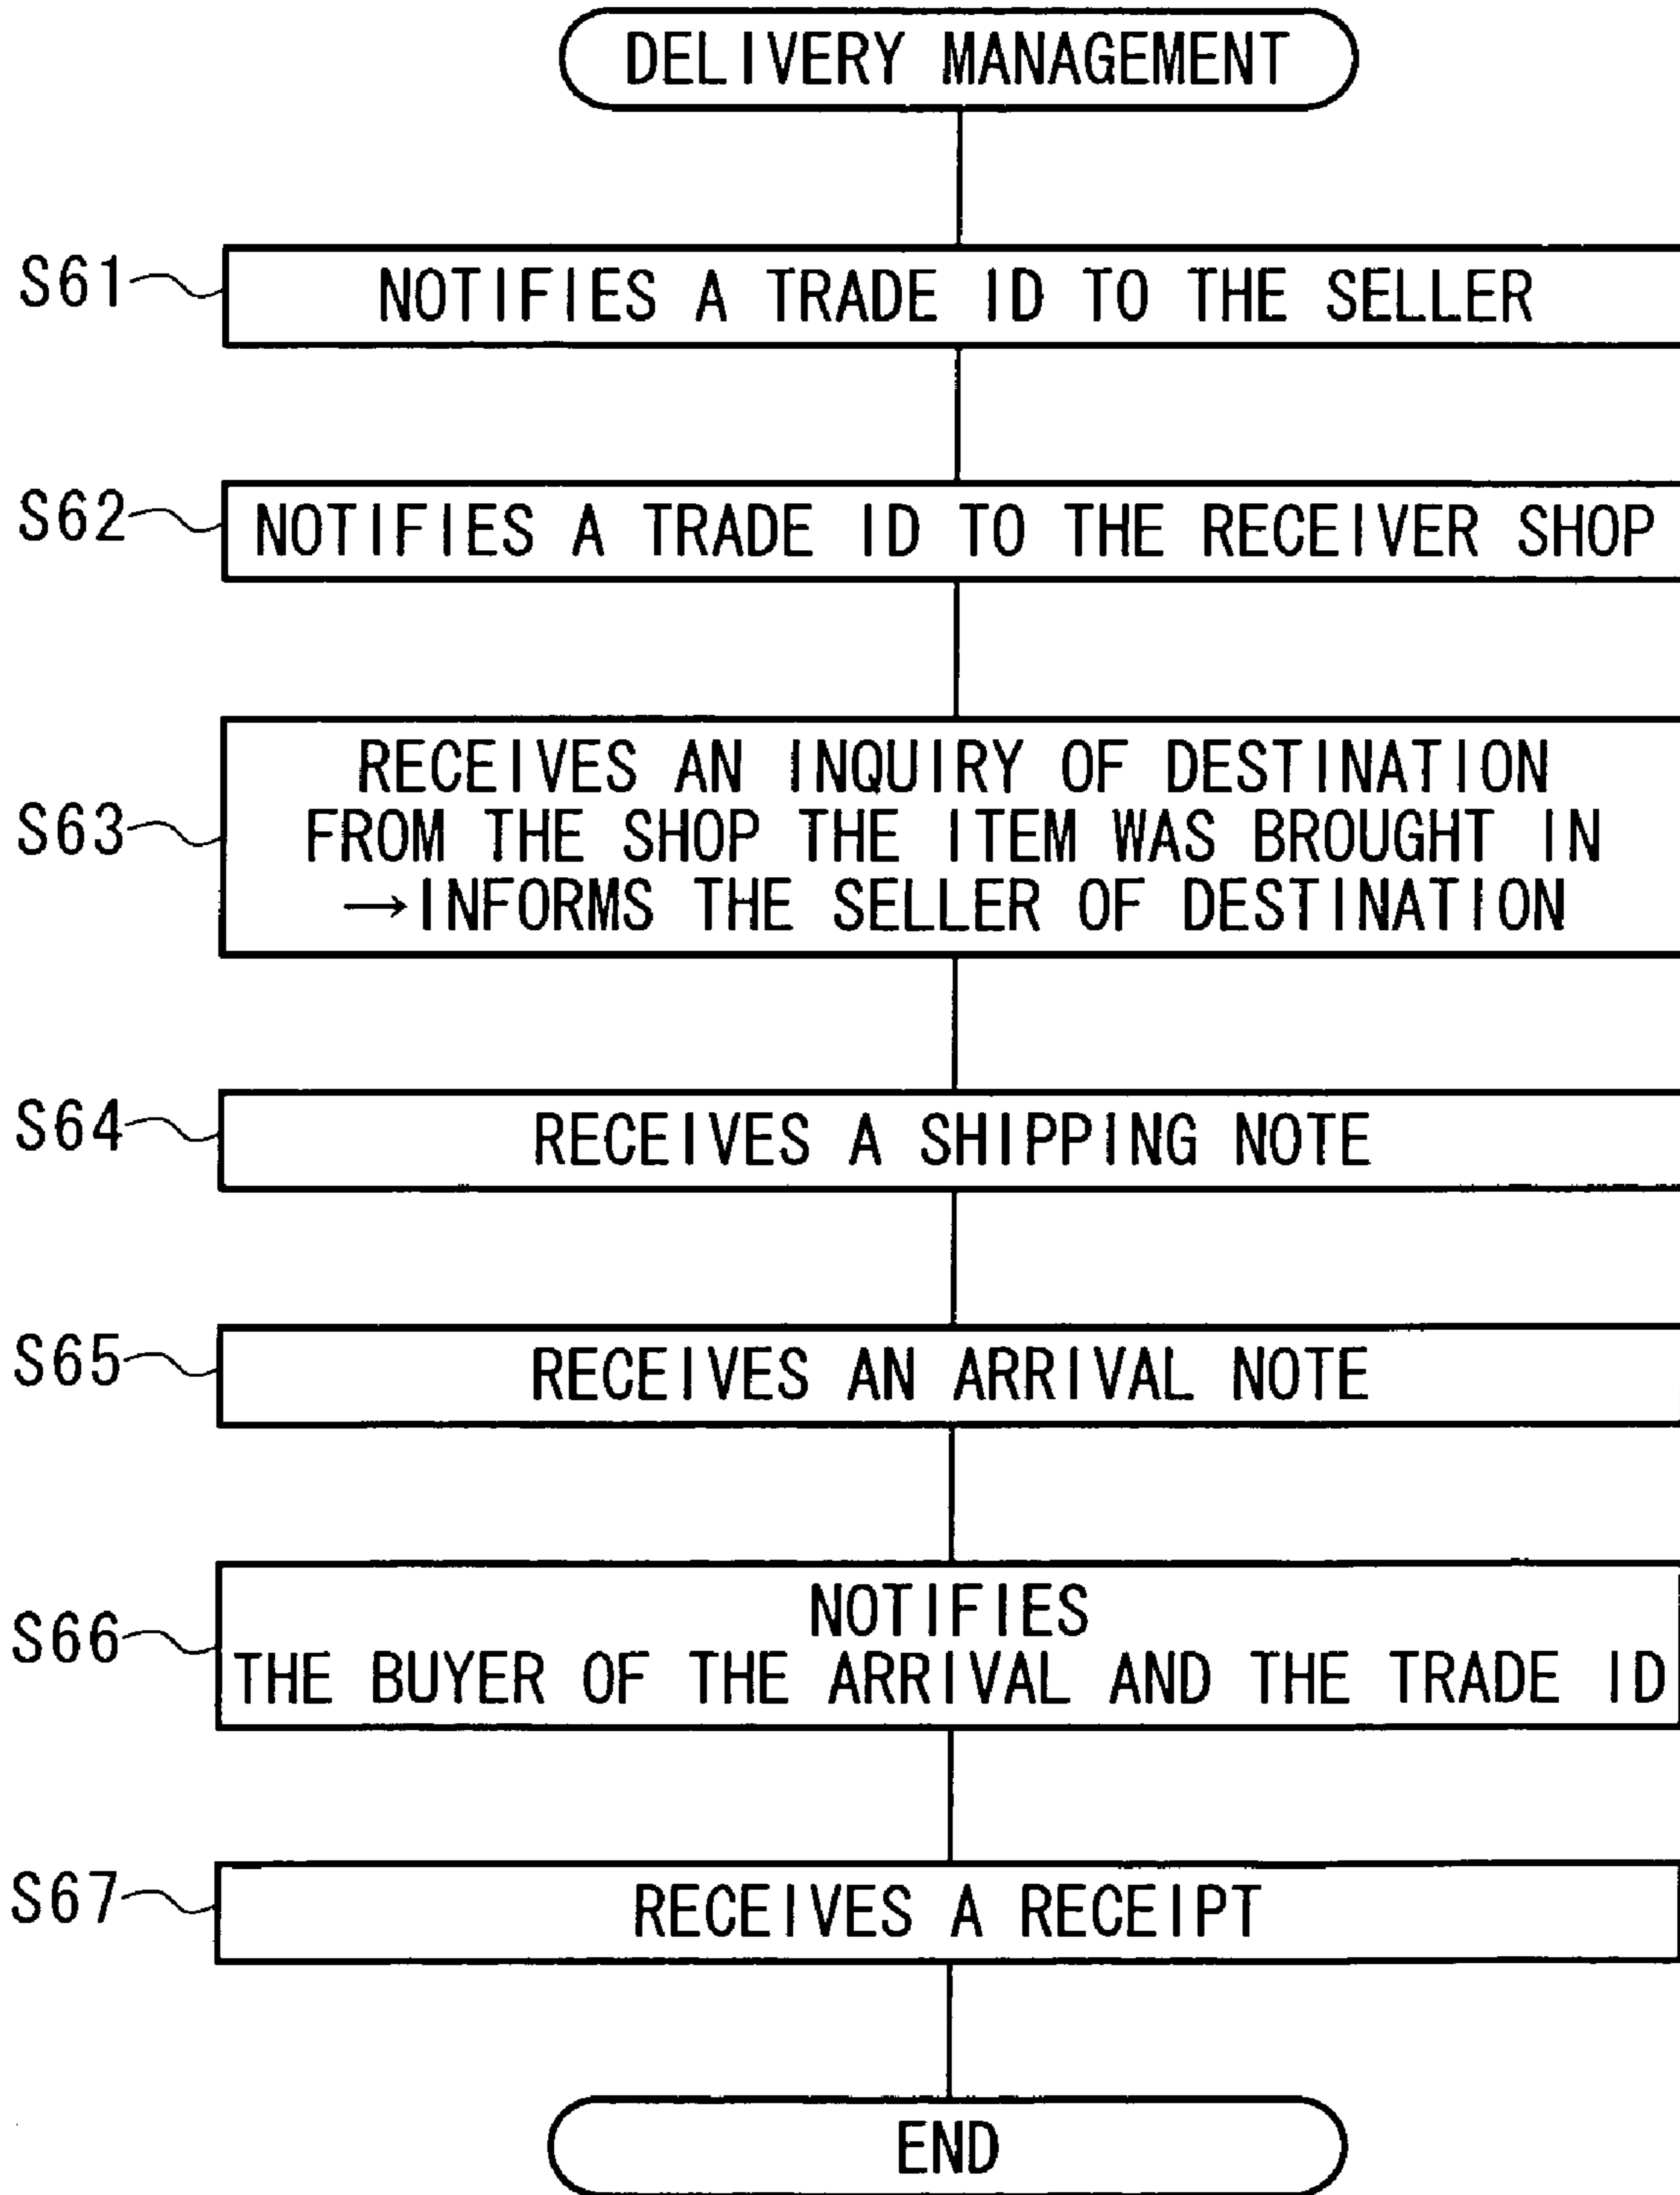 DELIVERY MANAGEMENT
S61
NOTIFIES A TRADE ID TO THE SELLER
S62
NOTIFIES A TRADE ID TO THE RECEIVER SHOP
S63
RECEIVES AN INQUIRY OF DESTINATION
FROM THE SHOP THE ITEM WAS BROUGHT IN
→INFORMS THE SELLER OF DESTINATION
S64
RECEIVES A SHIPPING NOTE
S65
RECEIVES AN ARRIVAL NOTE
S66
NOTIFIES
THE BUYER OF THE ARRIVAL AND THE TRADE ID
S67
RECEIVES A RECEIPT
END